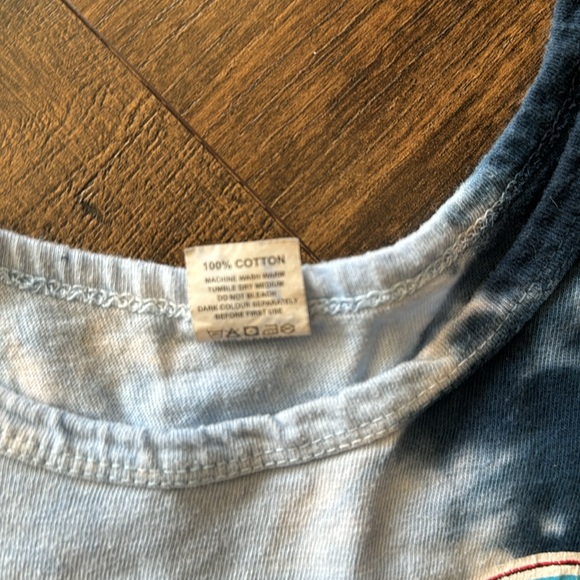 100% COTTON
MACHINE WASH WARM
TUMBLE DRY MEDIUM
DO NOT BLEACH
DARK COLOUR SEPARATELY
BEFORE FIRST USE